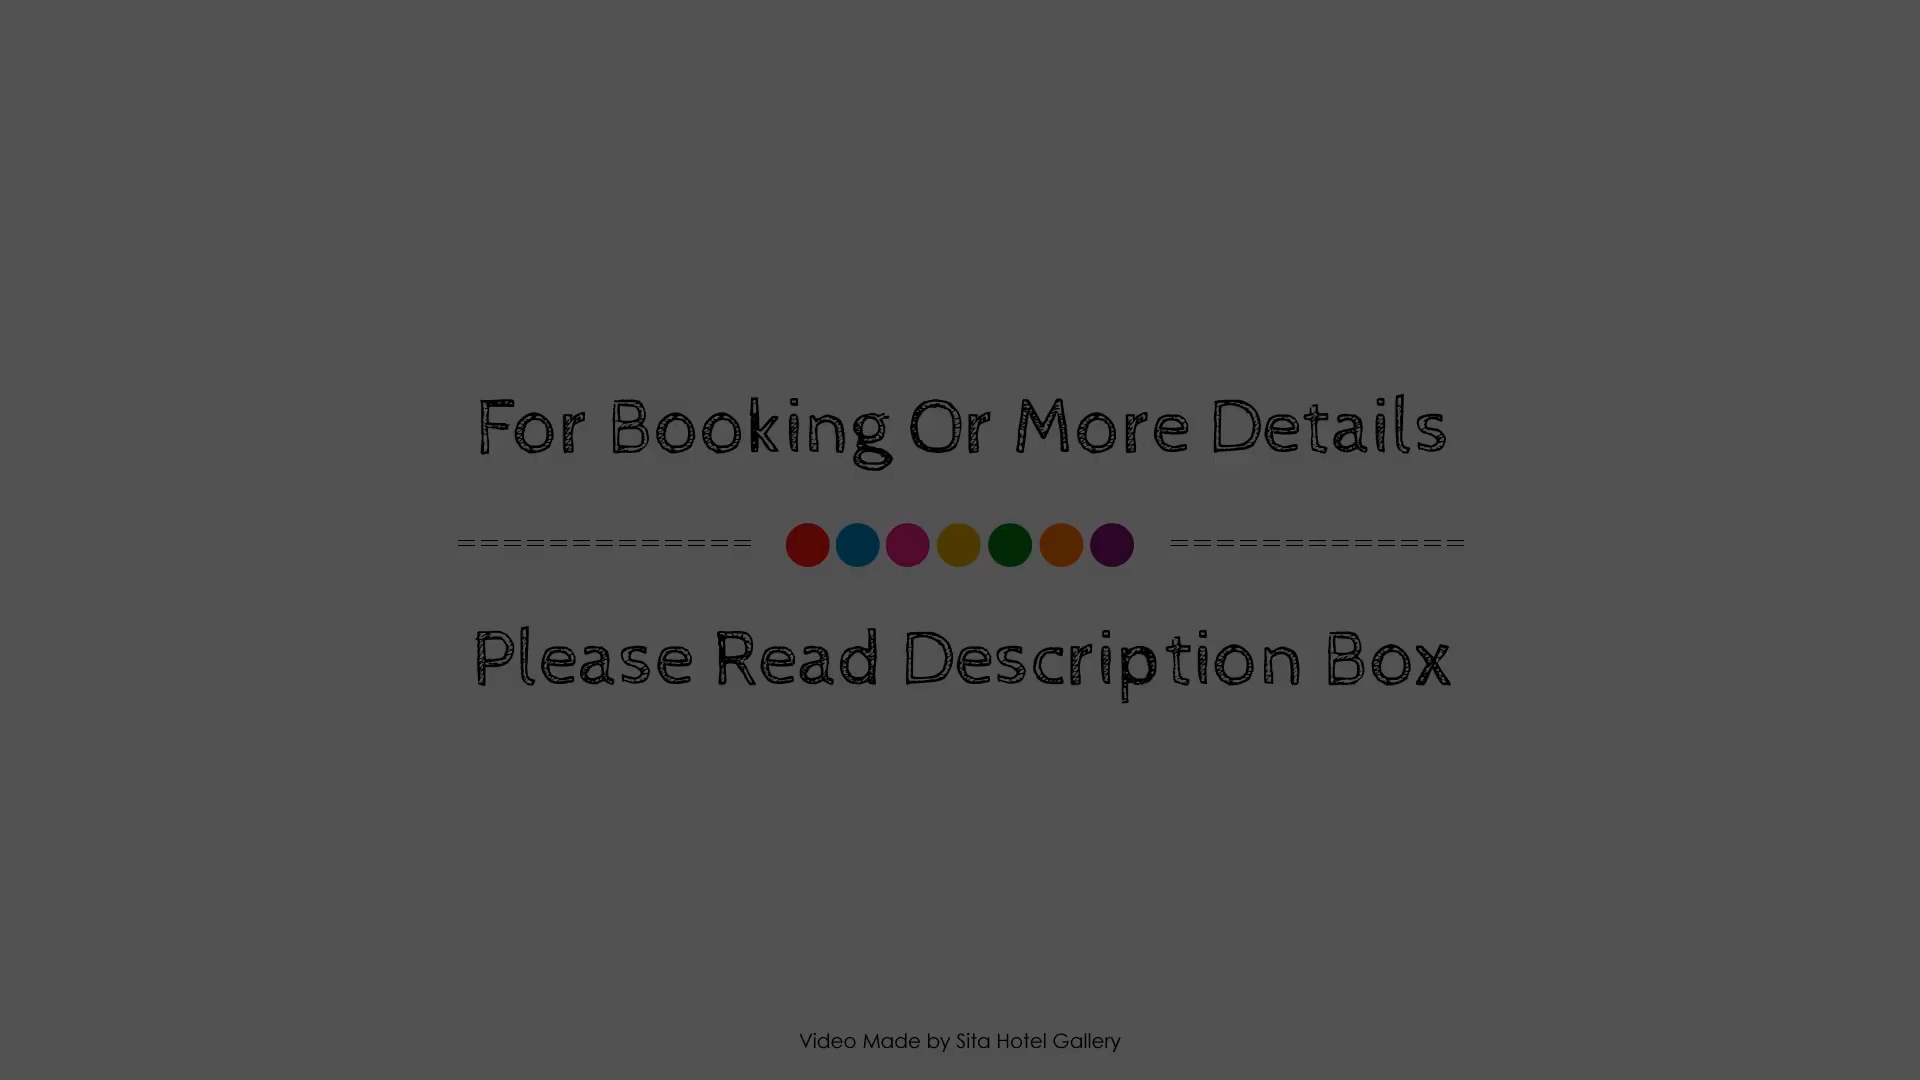 For Booking Or More Details
============= =============
Please Read Description Box
Video Made by Sita Hotel Gallery